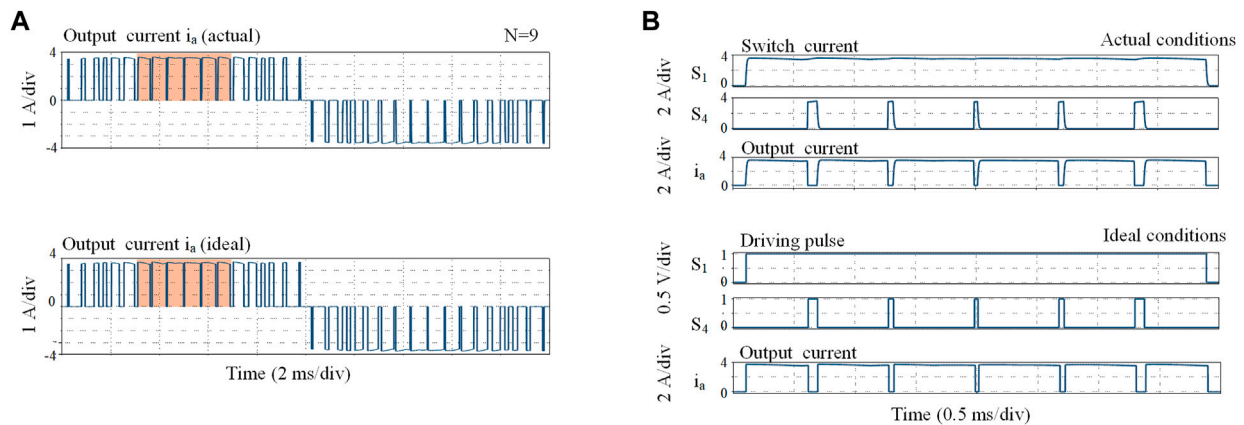 A
Output current ia (actual)
N=9
1 A/div
4
0
-4
Output current ia (ideal)
1 A/div
4
0
-4
Time (2 ms/div)
B
Switch current
Actual conditions
2 A/div
S1
4
0
S4
4
0
Output current
2 A/div
ia
4
0
Driving pulse
Ideal conditions
0.5 V/div
S1
1
0
S4
1
0
Output current
2 A/div
ia
4
0
Time (0.5 ms/div)